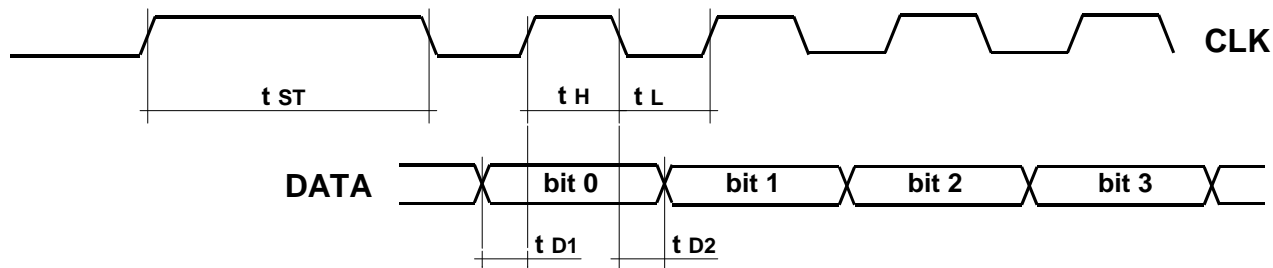 CLK
t ST t H t L
DATA bit 0 bit 1 bit 2 bit 3
t D1 t D2